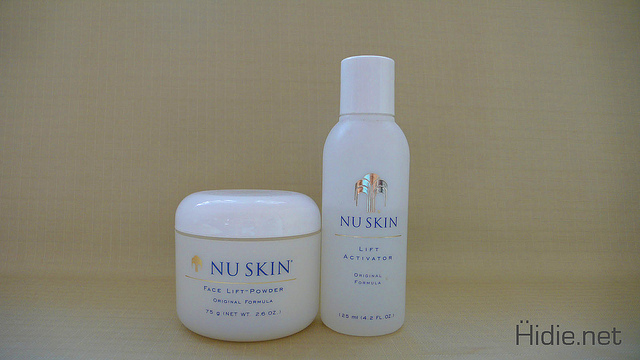 NU SKIN
FACE LIFT-POWDER
ORIGINAL FORMULA
75 g (NET WT. 2.6 OZ.)
NU SKIN
LIFT
ACTIVATOR
ORIGINAL
FORMULA
125 ml (4.2 FL.OZ.)
Hidie.net